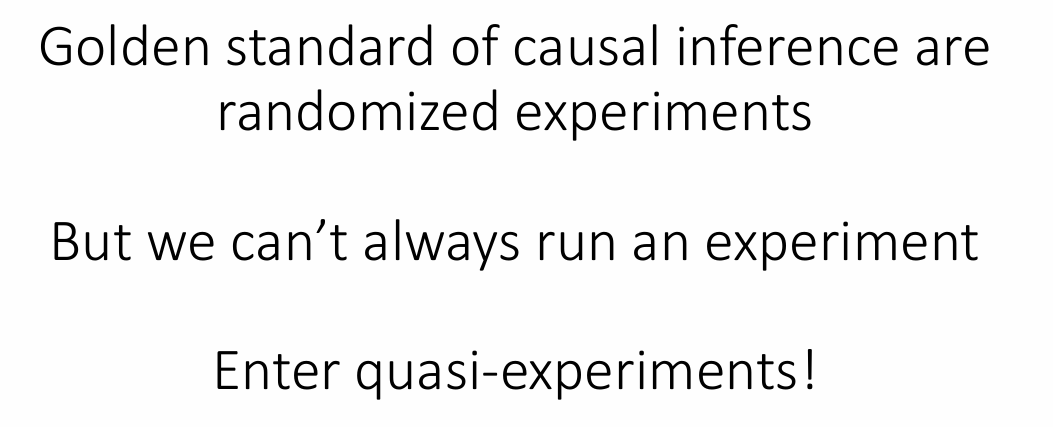 Golden standard of causal inference are
randomized experiments
But we can’t always run an experiment
Enter quasi-experiments!